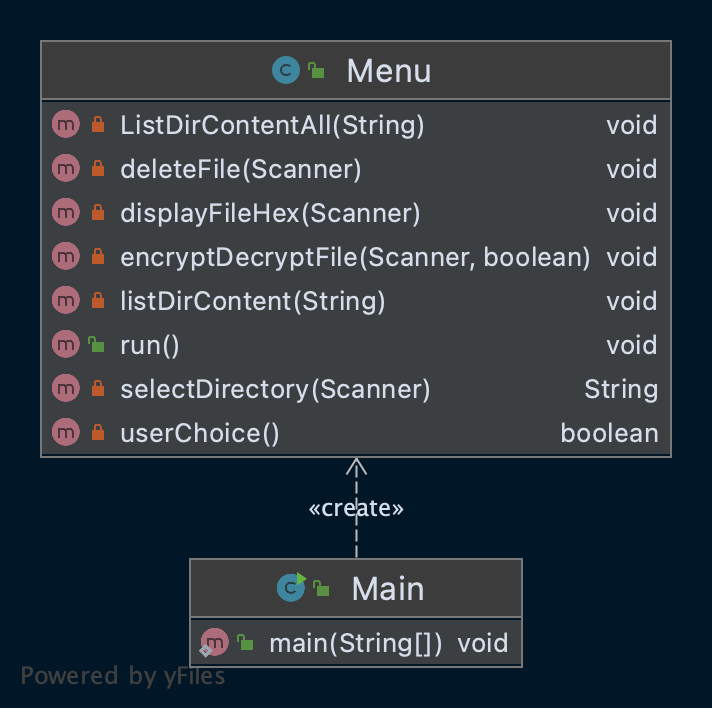 Menu
ListDirContentAll(String) void
deleteFile(Scanner) void
displayFileHex(Scanner) void
encryptDecryptFile(Scanner, boolean) void
listDirContent(String) void
run() void
selectDirectory(Scanner) String
userChoice() boolean
«create»
Main
main(String[]) void
Powered by yFiles